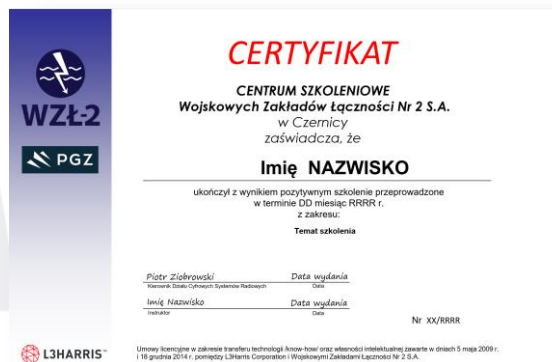 CERTYFIKAT
CENTRUM SZKOLENIOWE
Wojskowych Zakładów Łączności Nr 2 S.A.
w Czernicy
zaświadcza, że
Imię NAZWISKO
ukończył z wynikiem pozytywnym szkolenie przeprowadzone
w terminie DD miesiąc RRRR r.
z zakresu:
Temat szkolenia
WZŁ-2
PGZ
Piotr Ziobrowski Data wydania
Kierownik Działu Cyfrowych Systemów Radiowych Data
Imię Nazwisko Data wydania
Instruktor Data
Nr XX/RRRR
L3HARRIS™
Umowy licencyjne w zakresie transferu technologii /know-how/ oraz własności intelektualnej zawarte w dniach 5 maja 2009 r.
i 16 grudnia 2014 r. pomiędzy L3Harris Corporation i Wojskowymi Zakładami Łączności Nr 2 S.A.